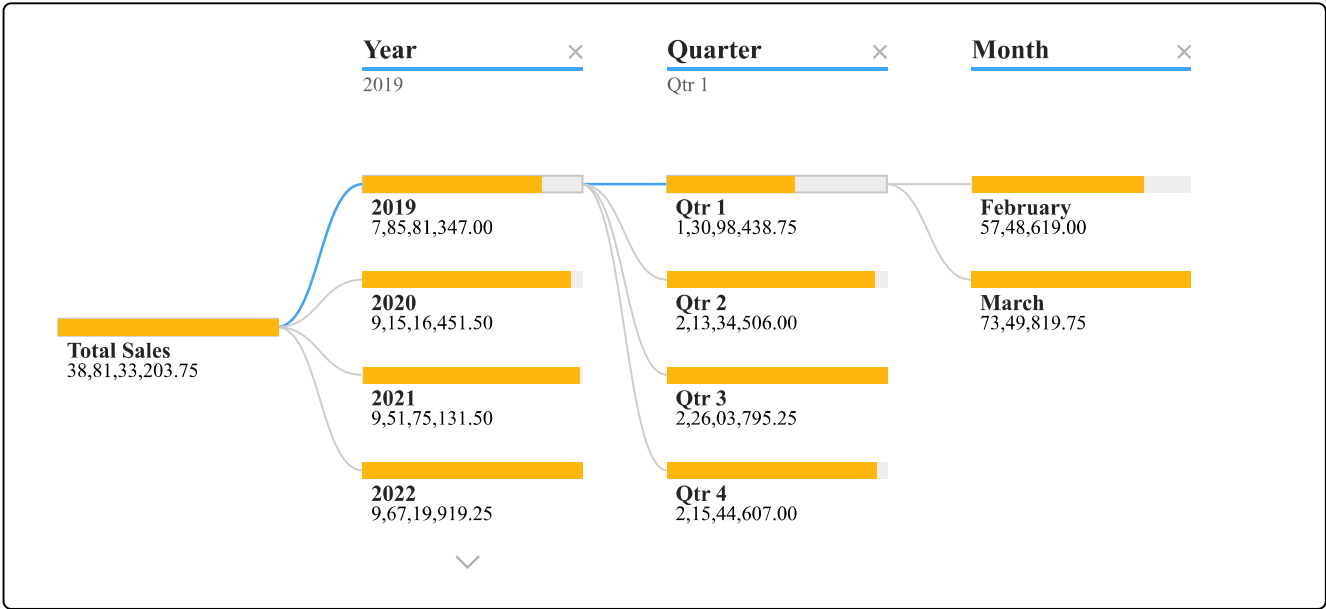 Year
Quarter
Month
2019
Qtr 1
2019
7,85,81,347.00
Qtr 1
1,30,98,438.75
February
57,48,619.00
2020
9,15,16,451.50
Qtr 2
2,13,34,506.00
March
73,49,819.75
Total Sales
38,81,33,203.75
2021
9,51,75,131.50
Qtr 3
2,26,03,795.25
2022
9,67,19,919.25
Qtr 4
2,15,44,607.00